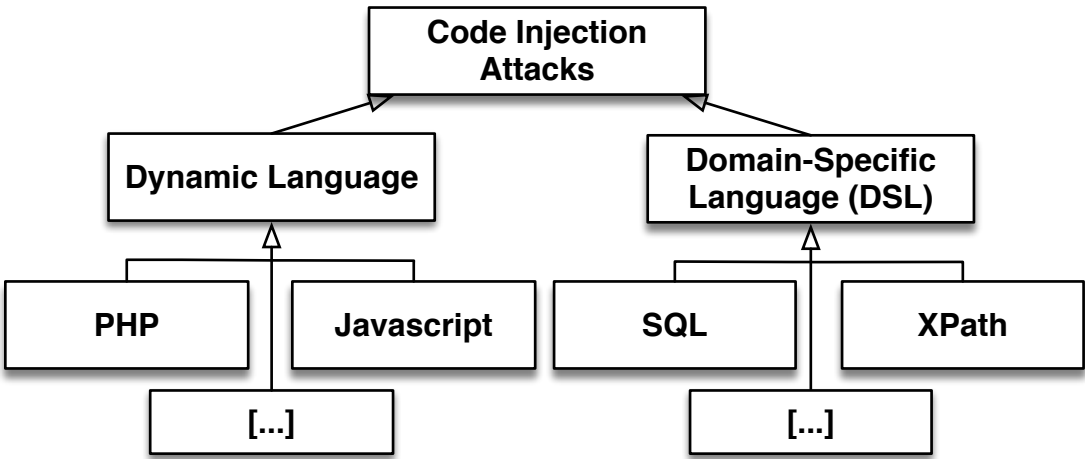 Code Injection
Attacks
Dynamic Language
Domain-Specific
Language (DSL)
PHP
Javascript
SQL
XPath
[...]
[...]